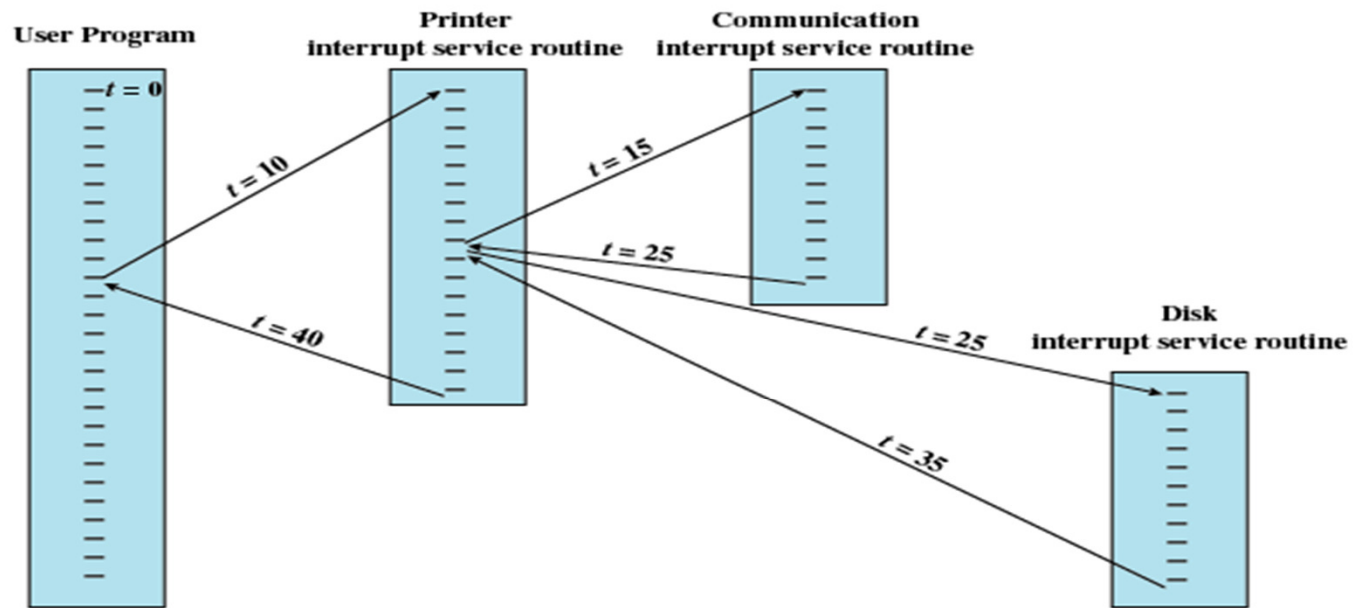 User Program
Printer
interrupt service routine
Communication
interrupt service routine
t = 0
t = 10
t = 15
t = 25
t = 40
t = 25
Disk
interrupt service routine
t = 35